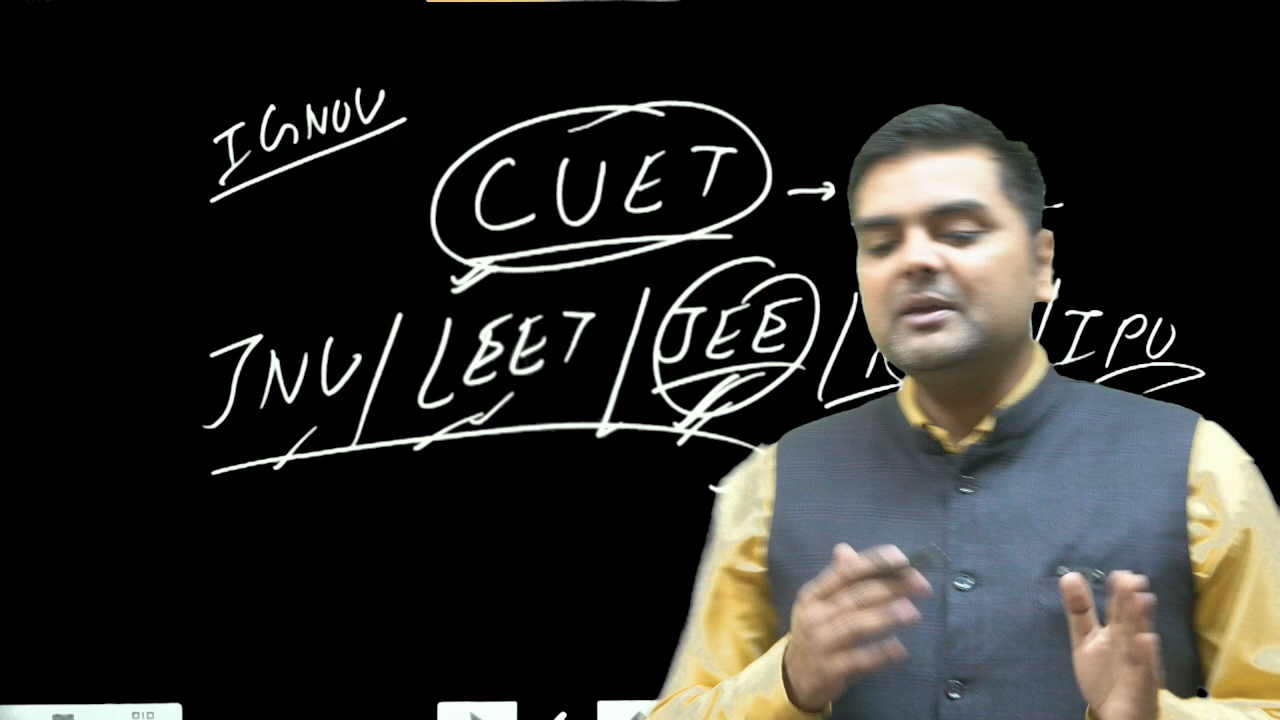 IGNOU
CUET →
JNU / LEET / JEE / / IPU